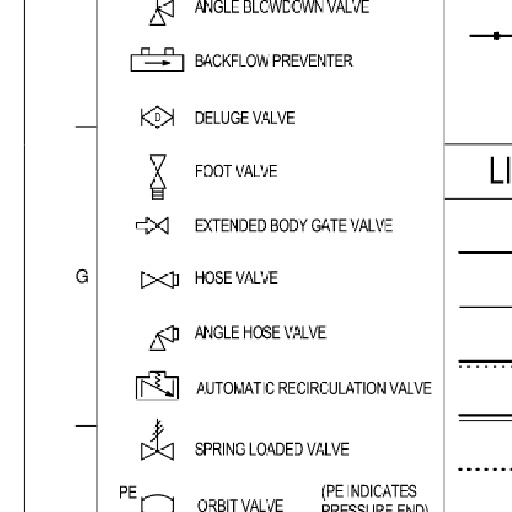 ANGLE BLOWDOWN VALVE
BACKFLOW PREVENTER
D
DELUGE VALVE
LI
FOOT VALVE
EXTENDED BODY GATE VALVE
G
HOSE VALVE
ANGLE HOSE VALVE
AUTOMATIC RECIRCULATION VALVE
SPRING LOADED VALVE
PE
ORBIT VALVE
(PE INDICATES
PRESSURE END)